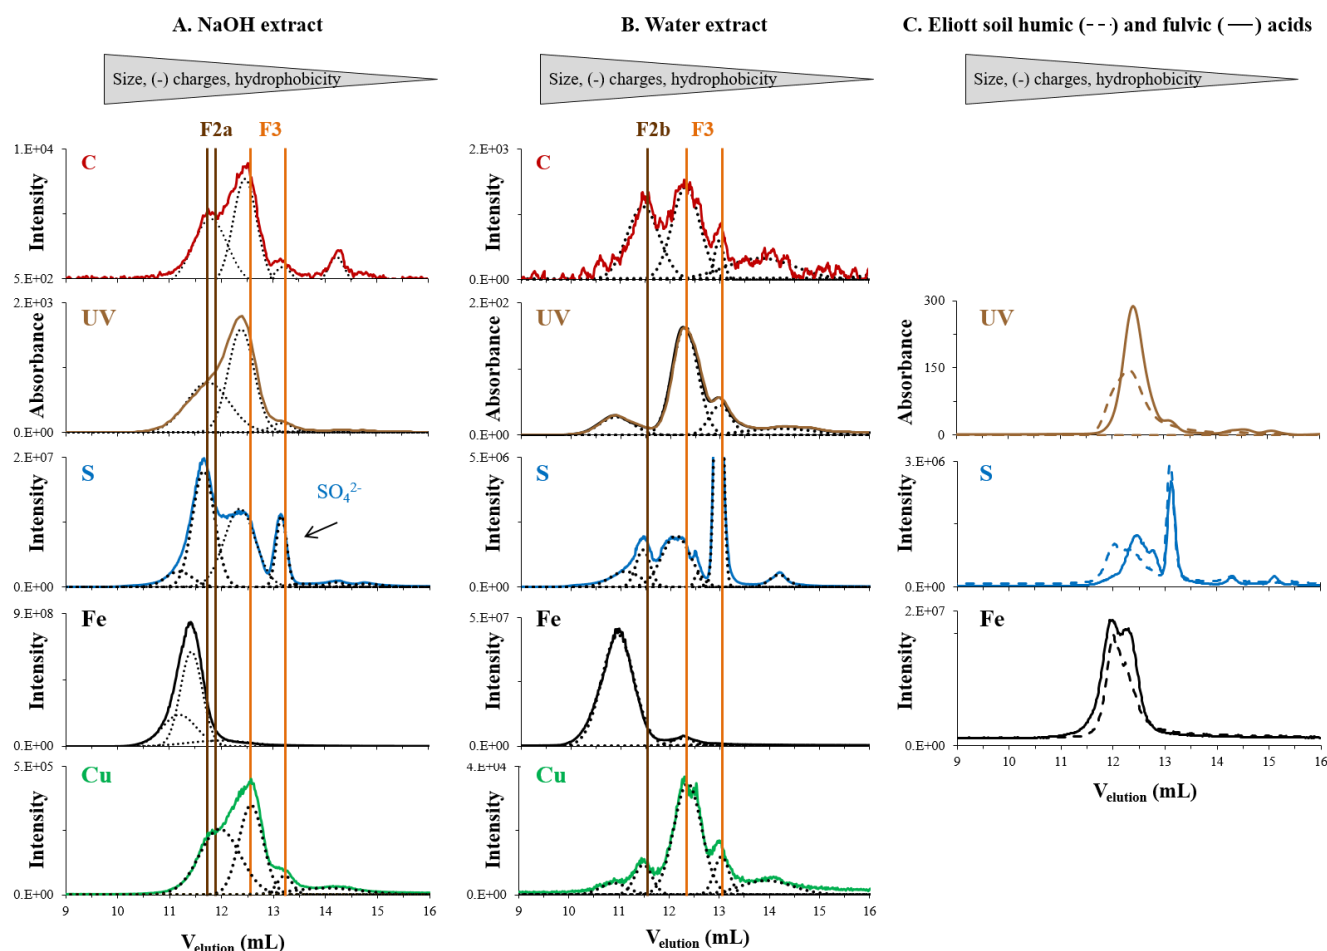 A. NaOH extract
Size, (-) charges, hydrophobicity
F2a F3
C
1.E+04
Intensity
5.E+02
UV
2.E+03
Absorbance
0.E+00
S
2.E+07
Intensity
0.E+00
SO₄²⁻
Fe
9.E+08
Intensity
0.E+00
Cu
5.E+05
Intensity
0.E+00
9 10 11 12 13 14 15 16
Velution (mL)
B. Water extract
Size, (-) charges, hydrophobicity
F2b F3
C
2.E+03
Intensity
0.E+00
UV
2.E+02
Absorbance
0.E+00
S
5.E+06
Intensity
0.E+00
Fe
5.E+07
Intensity
0.E+00
Cu
4.E+04
Intensity
0.E+00
9 10 11 12 13 14 15 16
Velution (mL)
C. Eliott soil humic (---) and fulvic (—) acids
Size, (-) charges, hydrophobicity
UV
300
150
0
Absorbance
S
3.E+06
Intensity
0.E+00
Fe
2.E+07
Intensity
0.E+00
9 10 11 12 13 14 15 16
Velution (mL)